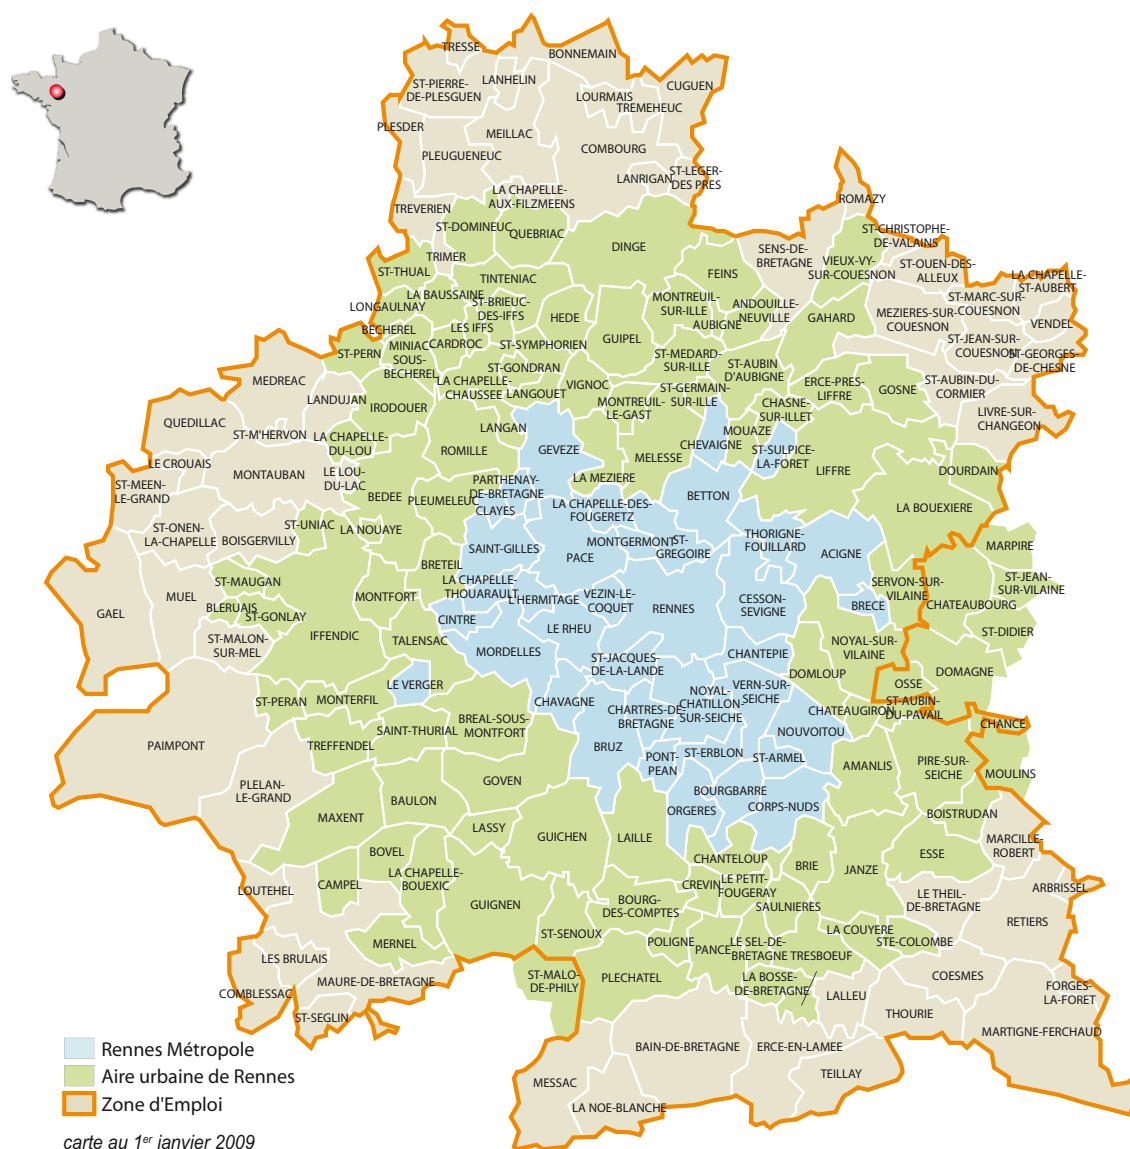 TRESSE
BONNEMAIN
ST-PIERRE-
DE-PLESGUEN
LANHELIN
CUGUEN
LOURMAIS
TREMEHEUC
PLESDER
MEILLAC
PLEUGUENEUC
COMBOURG
LANRIGAN
ST-LEGER-
DES PRES
LA CHAPELLE-
AUX-FILZMEENS
TREVERIEN
ROMAZY
ST-DOMINEUC
QUEBRIAC
DINGE
SENS-DE-
BRETAGNE
ST-CHRISTOPHE-
DE-VALAINS
TRIMER
ST-THUAL
TINTENIAC
FEINS
VIEUX-VY-
SUR-COUESNON
ST-OUEN-DES-
ALLEUX
LA CHAPELLE-
ST-AUBERT
LONGAULNAY
LA BAUSSAINE
ST-BRIEUC-
DES-IFFS
HEDE
MONTREUIL-
SUR-ILLE
ANDOUILLE-
NEUVILLE
GAHARD
ST-MARC-SUR-
COUESNON
MEZIERES-SUR-
COUESNON
VENDEL
BECHEREL
LES IFFS
AUBIGNE
ST-PERN
MINIAC
SOUS-
BECHEREL
CARDROC
ST-SYMPHORIEN
GUIPEL
ST-JEAN-SUR-
COUESNON
ST-GEORGES-
DE-CHESNE
ST-MEDARD-
SUR-ILLE
ST-AUBIN
D'AUBIGNE
MEDREAC
ST-GONDRAN
LA CHAPELLE-
CHAUSSEE
LANGOUET
VIGNOC
ST-GERMAIN-
SUR-ILLE
ERCE-PRES-
LIFFRE
GOSNE
ST-AUBIN-DU-
CORMIER
LANDUJAN
IRODOUER
MONTREUIL-
LE-GAST
CHASNE-
SUR-ILLET
LIVRE-SUR-
CHANGEON
QUEDILLAC
ST-M'HERVON
LA CHAPELLE-
DU-LOU
LANGAN
MOUAZE
CHEVAIGNE
ROMILLE
GEVEZE
MELESSE
ST-SULPICE-
LA-FORET
LE CROUAIS
MONTAUBAN
LE LOU-
DU-LAC
LIFFRE
DOURDAIN
ST-MEEN-
LE-GRAND
BEDEE
PLEUMELEUC
PARTHENAY-
DE-BRETAGNE
LA MEZIERE
BETTON
CLAYES
LA CHAPELLE-DES-
FOUGERETZ
LA BOUEXIERE
ST-ONEN-
LA-CHAPELLE
BOISGERVILLY
ST-UNIAC
LA NOUAYE
SAINT-GILLES
MONTGERMONT
ST-
GREGOIRE
THORIGNE-
FOUILLARD
ACIGNE
MARPIRE
PACE
BRETEIL
ST-MAUGAN
GAEL
MUEL
BLERUAIS
ST-GONLAY
MONTFORT
LA CHAPELLE-
THOUARAULT
L'HERMITAGE
VEZIN-LE-
COQUET
RENNES
CESSON-
SEVIGNE
SERVON-SUR-
VILAINE
BRECE
CHATEAUBOURG
ST-JEAN-
SUR-VILAINE
CINTRE
LE RHEU
ST-DIDIER
ST-MALON-
SUR-MEL
IFFENDIC
TALENSAC
MORDELLES
ST-JACQUES-
DE-LA-LANDE
CHANTEPIE
NOYAL-SUR-
VILAINE
DOMLOUP
DOMAGNE
LE VERGER
VERN-SUR-
SEICHE
OSSE
ST-PERAN
MONTERFIL
CHAVAGNE
NOYAL-
CHATILLON
-SUR-SEICHE
CHARTRES-DE-
BRETAGNE
CHATEAUGIRON
ST-AUBIN-
DU-PAVAIL
CHANCE
PAIMPONT
TREFFENDEL
SAINT-THURIAL
BREAL-SOUS-
MONTFORT
BRUZ
NOUVOITOU
PONT-
PEAN
ST-ERBLON
ST-ARMEL
AMANLIS
PIRE-SUR-
SEICHE
MOULINS
PLELAN-
LE-GRAND
GOVEN
BOURGBARRE
BAULON
MAXENT
ORGERES
CORPS-NUDS
BOISTRUDAN
LASSY
GUICHEN
LAILLE
MARCILLE-
ROBERT
BOVEL
CHANTELOUP
BRIE
JANZE
ESSE
LOUTEHEL
CAMPEL
LA CHAPELLE-
BOUEXIC
CREVIN
LE PETIT-
FOUGERAY
ARBRISSEL
GUIGNEN
BOURG-
DES-COMPTES
SAULNIERES
LE THEIL-
DE-BRETAGNE
RETIERS
ST-SENOUX
LA COUYERE
MERNEL
POLIGNE
PANCE
LE SEL-DE-
BRETAGNE
TRESBOEUF
STE-COLOMBE
LES BRULAIS
MAURE-DE-BRETAGNE
ST-MALO-
DE-PHILY
PLECHATEL
LA BOSSE-
DE-BRETAGNE
LALLEU
COESMES
COMBLESSAC
FORGES-
LA-FORET
ST-SEGLIN
THOURIE
MARTIGNE-FERCHAUD
BAIN-DE-BRETAGNE
ERCE-EN-LAMEE
MESSAC
TEILLAY
LA NOE-BLANCHE
Rennes Métropole
Aire urbaine de Rennes
Zone d'Emploi
carte au 1er janvier 2009